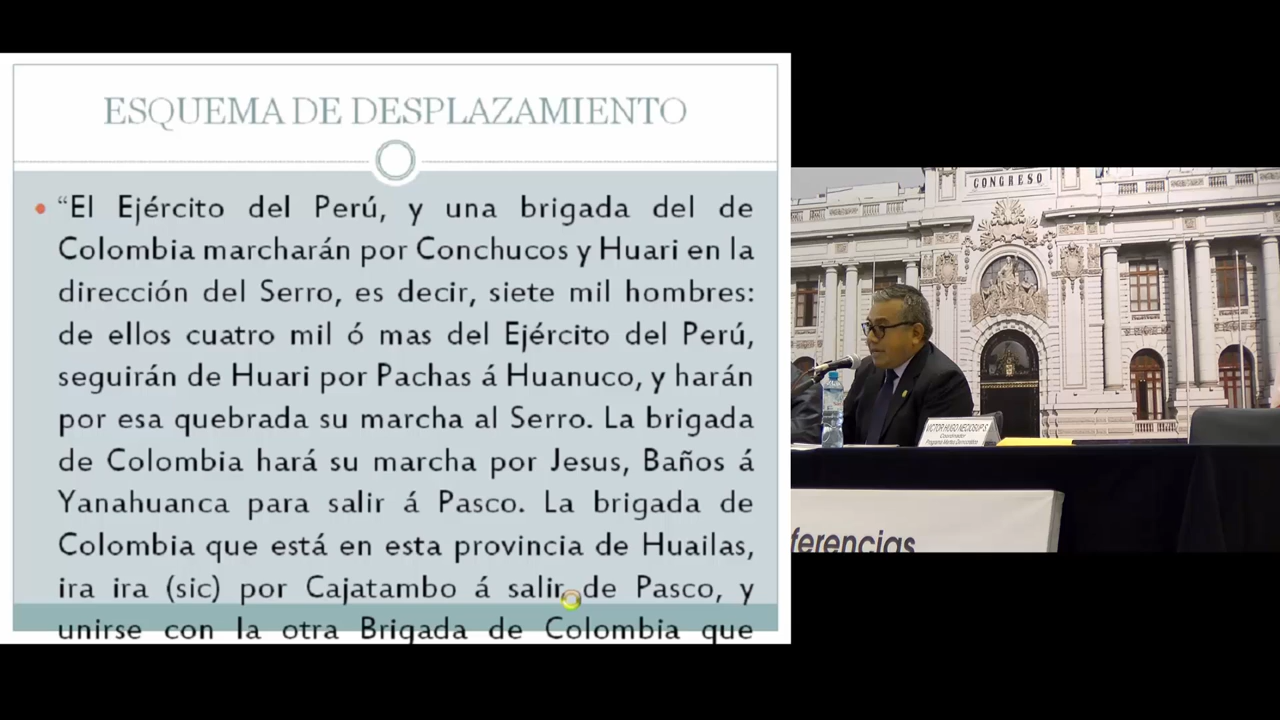 ESQUEMA DE DESPLAZAMIENTO
“El Ejército del Perú, y una brigada del de
Colombia marcharán por Conchucos y Huari en la
dirección del Serro, es decir, siete mil hombres:
de ellos cuatro mil ó mas del Ejército del Perú,
seguirán de Huari por Pachas á Huanuco, y harán
por esa quebrada su marcha al Serro. La brigada
de Colombia hará su marcha por Jesus, Baños á
Yanahuanca para salir á Pasco. La brigada de
Colombia que está en esta provincia de Huailas,
ira ira (sic) por Cajatambo á salir de Pasco, y
unirse con la otra Brigada de Colombia que
CONGRESO
VICTOR HUGO NECIOSUP S.
Coordinador
ferencias